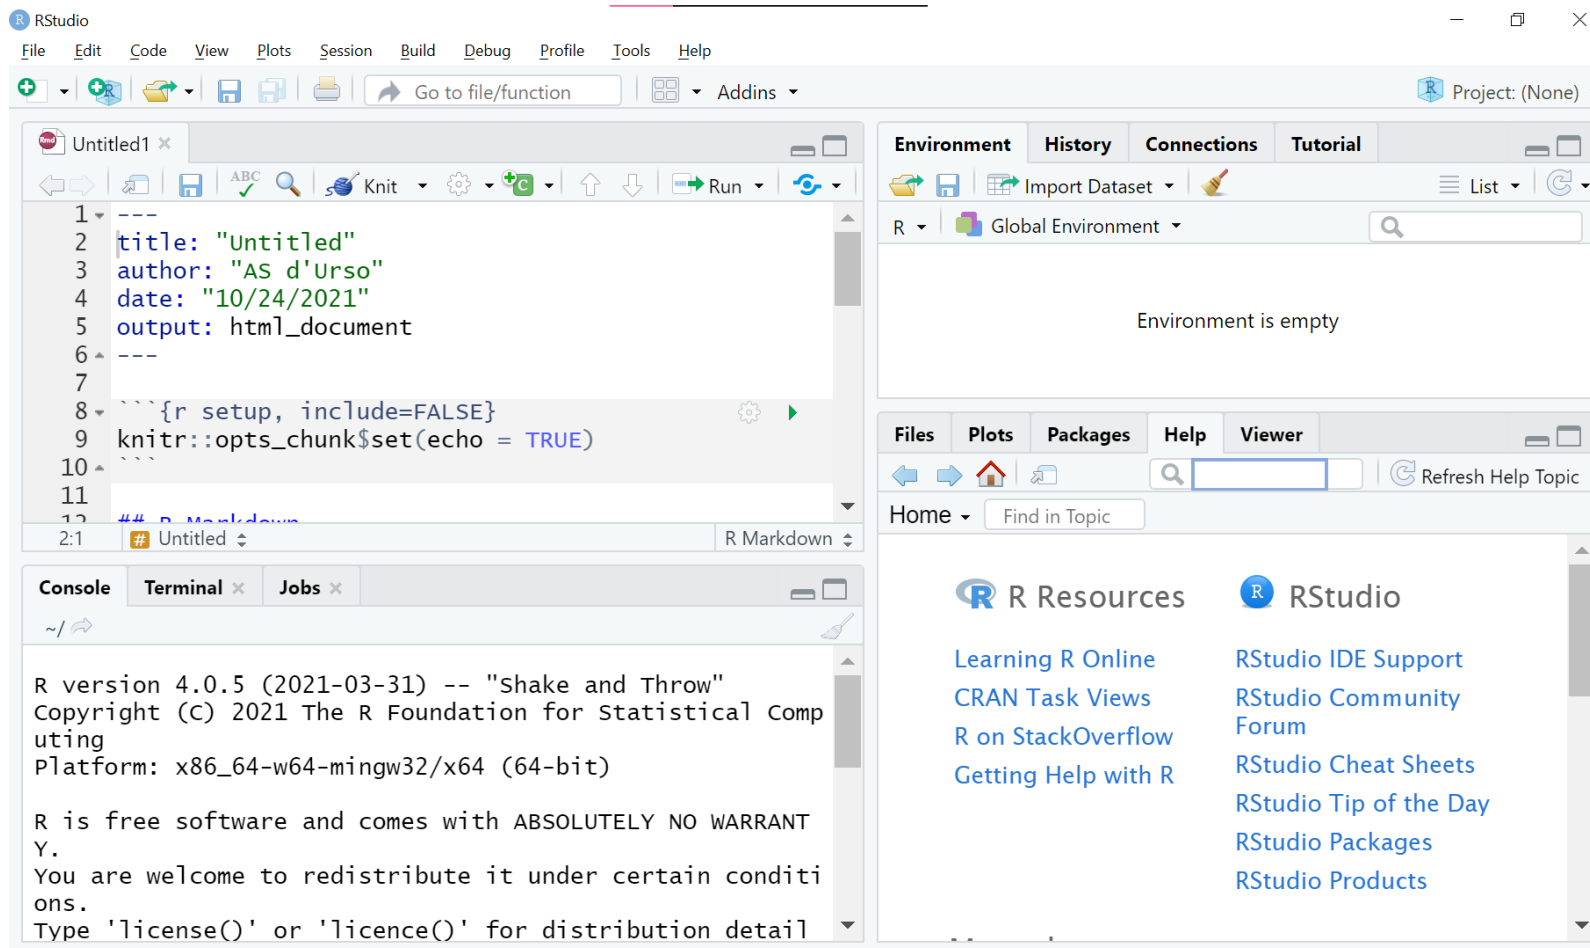 RStudio
File Edit Code View Plots Session Build Debug Profile Tools Help
Go to file/function Addins Project: (None)
Untitled1
ABC Knit Run
1 ---
2 title: "Untitled"
3 author: "AS d'Urso"
4 date: "10/24/2021"
5 output: html_document
6 ---
7
8 ```{r setup, include=FALSE}
9 knitr::opts_chunk$set(echo = TRUE)
10 ```
11
12 ## R Markdown
2:1 # Untitled R Markdown
Console Terminal Jobs
~/
R version 4.0.5 (2021-03-31) -- "Shake and Throw"
Copyright (C) 2021 The R Foundation for Statistical Comp
uting
Platform: x86_64-w64-mingw32/x64 (64-bit)
R is free software and comes with ABSOLUTELY NO WARRANT
Y.
You are welcome to redistribute it under certain conditi
ons.
Type 'license()' or 'licence()' for distribution detail
Environment History Connections Tutorial
Import Dataset List
R Global Environment
Environment is empty
Files Plots Packages Help Viewer
Refresh Help Topic
Home Find in Topic
R Resources
Learning R Online
CRAN Task Views
R on StackOverflow
Getting Help with R
R RStudio
RStudio IDE Support
RStudio Community
Forum
RStudio Cheat Sheets
RStudio Tip of the Day
RStudio Packages
RStudio Products